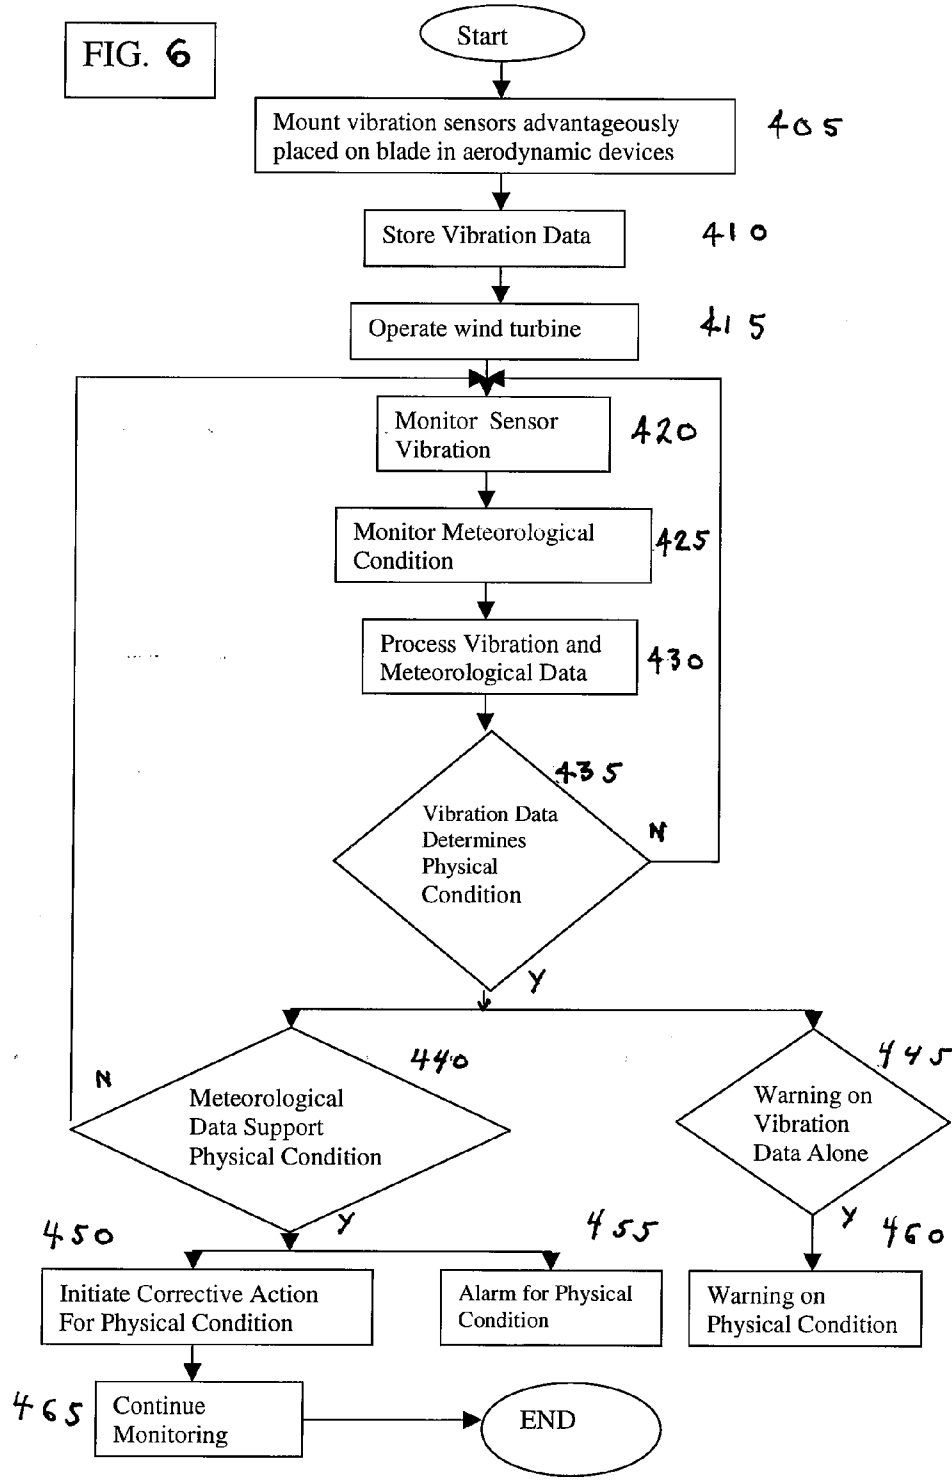 FIG. 6
Start
Mount vibration sensors advantageously
placed on blade in aerodynamic devices
405
Store Vibration Data
410
Operate wind turbine
415
Monitor Sensor
Vibration
420
Monitor Meteorological
Condition
425
Process Vibration and
Meteorological Data
430
435
Vibration Data
Determines
Physical
Condition
N
Y
440
Meteorological
Data Support
Physical Condition
N
Y
445
Warning on
Vibration
Data Alone
Y
450
Initiate Corrective Action
For Physical Condition
455
Alarm for Physical
Condition
460
Warning on
Physical Condition
465
Continue
Monitoring
END